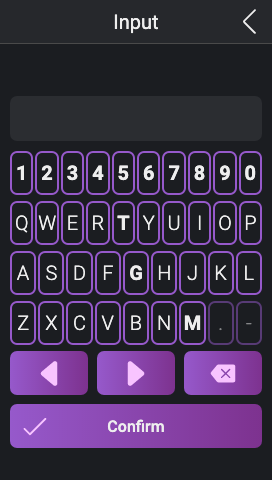 Input
1 2 3 4 5 6 7 8 9 0
Q W E R T Y U I O P
A S D F G H J K L
Z X C V B N M . -
Confirm